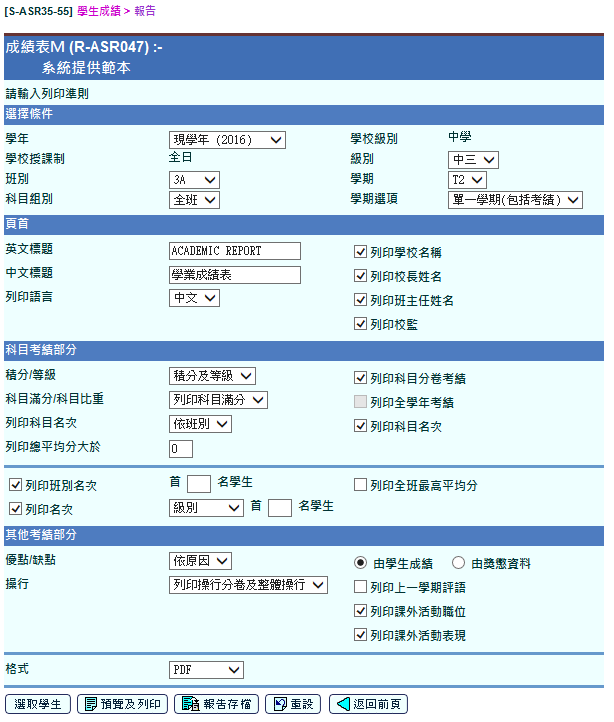 [S-ASR35-55] 學生成績 > 報告
成績表M (R-ASR047) :-
系統提供範本
請輸入列印準則
選擇條件
學年 現學年 (2016) 學校級別 中學
學校授課制 全日 級別 中三
班別 3A 學期 T2
科目組別 全班 學期選項 單一學期(包括考績)
頁首
英文標題 ACADEMIC REPORT 列印學校名稱
中文標題 學業成績表 列印校長姓名
列印語言 中文 列印班主任姓名
列印校監
科目考績部分
積分/等級 積分及等級 列印科目分卷考績
科目滿分/科目比重 列印科目滿分 列印全學年考績
列印科目名次 依班別 列印科目名次
列印總平均分大於 0
列印班別名次 首 名學生 列印全班最高平均分
列印名次 級別 首 名學生
其他考績部分
優點/缺點 依原因 由學生成績 由獎懲資料
操行 列印操行分卷及整體操行 列印上一學期評語
列印課外活動職位
列印課外活動表現
格式 PDF
選取學生 預覽及列印 報告存檔 重設 返回前頁